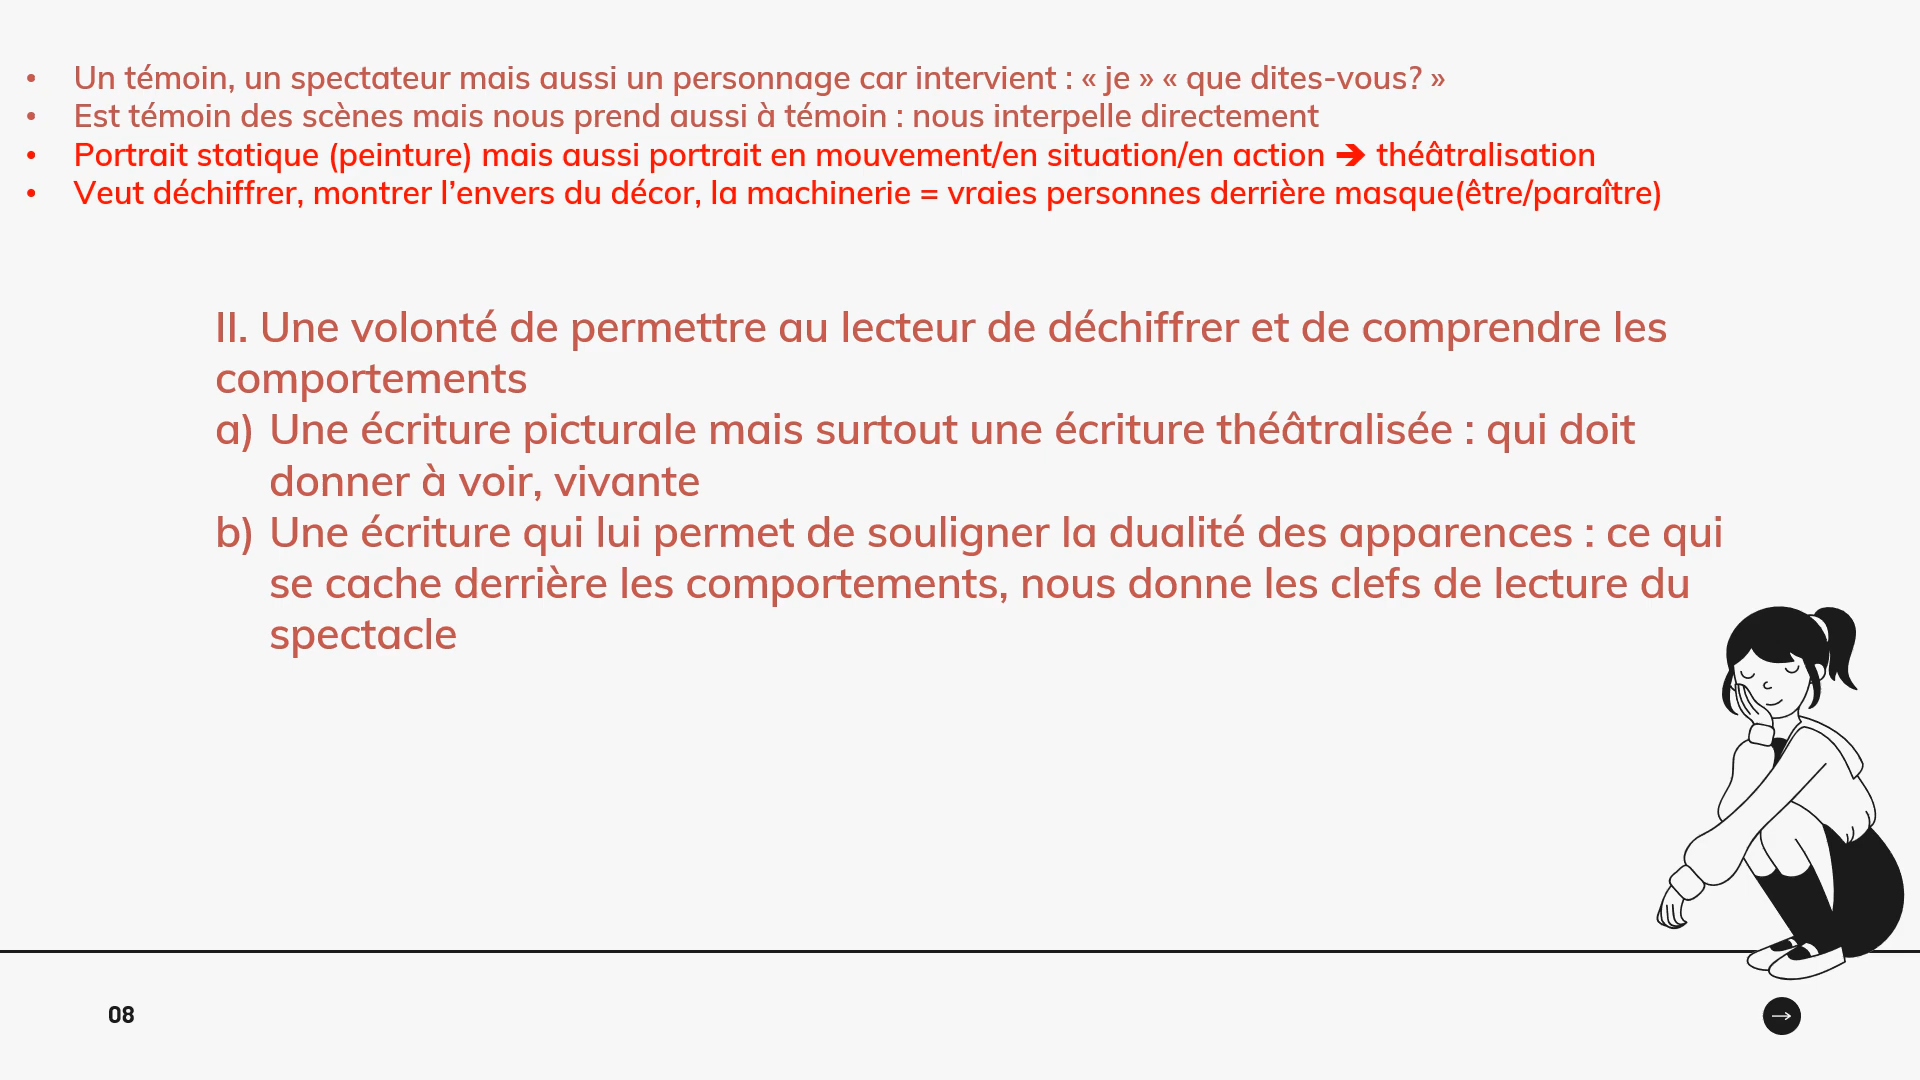 • Un témoin, un spectateur mais aussi un personnage car intervient : « je » « que dites-vous? »
• Est témoin des scènes mais nous prend aussi à témoin : nous interpelle directement
• Portrait statique (peinture) mais aussi portrait en mouvement/en situation/en action ➔ théâtralisation
• Veut déchiffrer, montrer l’envers du décor, la machinerie = vraies personnes derrière masque(être/paraître)
II. Une volonté de permettre au lecteur de déchiffrer et de comprendre les
comportements
a) Une écriture picturale mais surtout une écriture théâtralisée : qui doit
donner à voir, vivante
b) Une écriture qui lui permet de souligner la dualité des apparences : ce qui
se cache derrière les comportements, nous donne les clefs de lecture du
spectacle
08